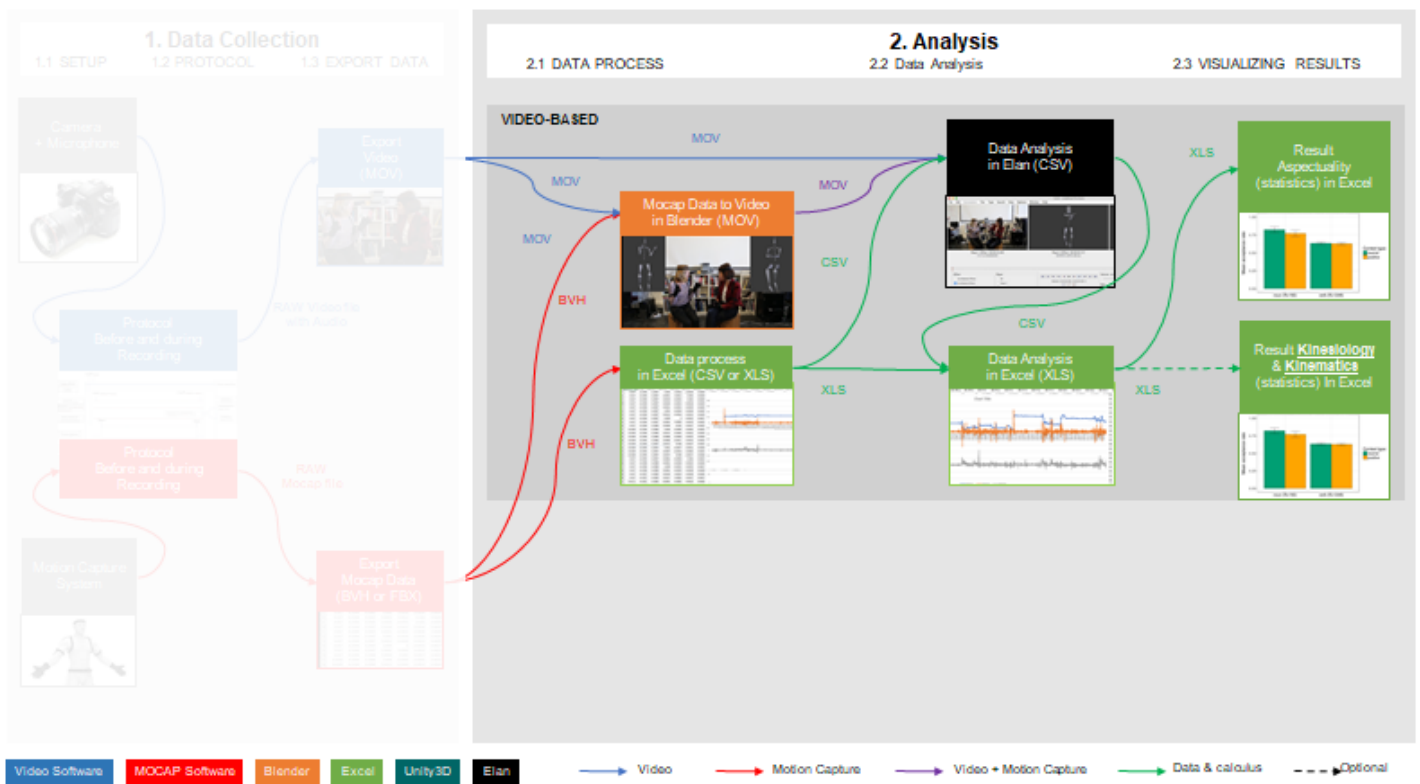 1. Data Collection
1.1 SETUP
1.2 PROTOCOL
1.3 EXPORT DATA
2. Analysis
2.1 DATA PROCESS
2.2 Data Analysis
2.3 VISUALIZING RESULTS
Camera
+ Microphone
Export
Video
(MOV)
RAW Video file
with Audio
Protocol
Before and during
Recording
Protocol
Before and during
Recording
RAW
Mocap file
Motion Capture
System
Export
Mocap Data
(BVH or FBX)
VIDEO-BASED
MOV
MOV
MOV
MOV
BVH
BVH
Mocap Data to Video
in Blender (MOV)
CSV
Data process
in Excel (CSV or XLS)
XLS
Data Analysis
in Elan (CSV)
CSV
Data Analysis
in Excel (XLS)
XLS
XLS
Result
Aspectuality
(statistics) in Excel
Result Kinesiology
& Kinematics
(statistics) In Excel
Video Software
MOCAP Software
Blender
Excel
Unity3D
Elan
Video
Motion Capture
Video + Motion Capture
Data & calculus
Optional